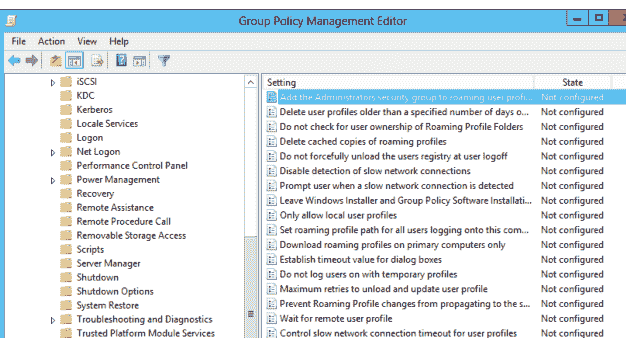 Group Policy Management Editor
File Action View Help
iSCSI
KDC
Kerberos
Locale Services
Logon
Net Logon
Performance Control Panel
Power Management
Recovery
Remote Assistance
Remote Procedure Call
Removable Storage Access
Scripts
Server Manager
Shutdown
Shutdown Options
System Restore
Troubleshooting and Diagnostics
Trusted Platform Module Services
Setting State
Add the Administrators security group to roaming user profi... Not configured
Delete user profiles older than a specified number of days o... Not configured
Do not check for user ownership of Roaming Profile Folders Not configured
Delete cached copies of roaming profiles Not configured
Do not forcefully unload the users registry at user logoff Not configured
Disable detection of slow network connections Not configured
Prompt user when a slow network connection is detected Not configured
Leave Windows Installer and Group Policy Software Installati... Not configured
Only allow local user profiles Not configured
Set roaming profile path for all users logging onto this com... Not configured
Download roaming profiles on primary computers only Not configured
Establish timeout value for dialog boxes Not configured
Do not log users on with temporary profiles Not configured
Maximum retries to unload and update user profile Not configured
Prevent Roaming Profile changes from propagating to the s... Not configured
Wait for remote user profile Not configured
Control slow network connection timeout for user profiles Not configured